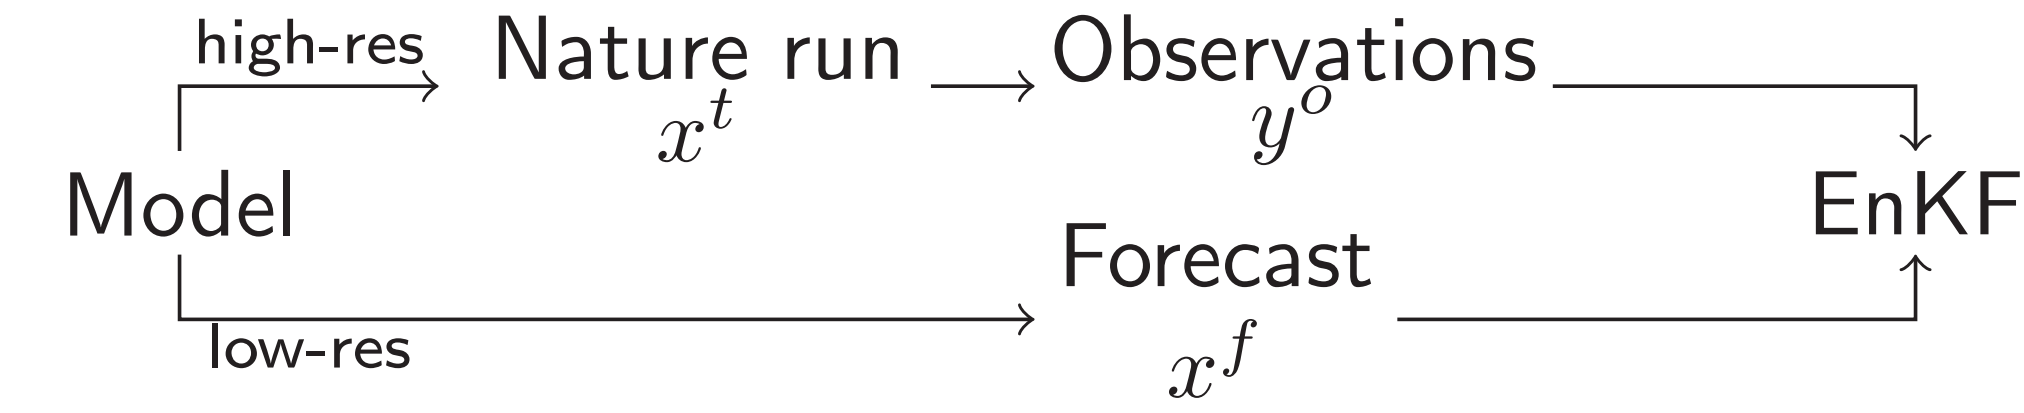 high-res
Nature run
Observations
x^t
y^o
Model
EnKF
Forecast
low-res
x^f